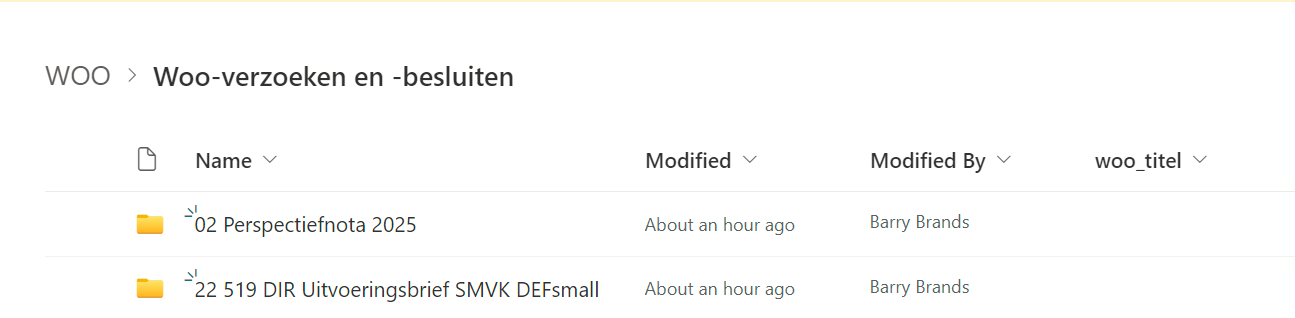 WOO > Woo-verzoeken en -besluiten
Name Modified Modified By woo_titel
02 Perspectiefnota 2025 About an hour ago Barry Brands
22 519 DIR Uitvoeringsbrief SMVK DEFsmall About an hour ago Barry Brands